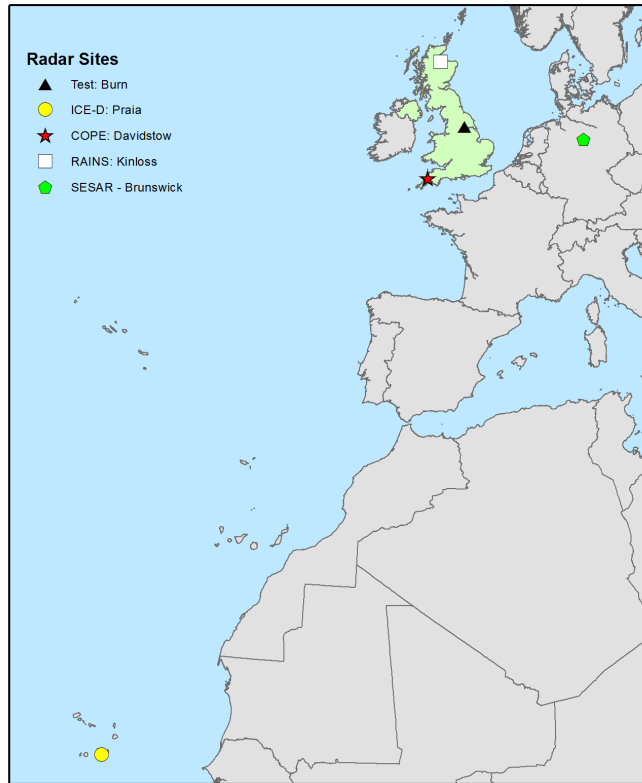 Radar Sites
Test: Burn
ICE-D: Praia
COPE: Davidstow
RAINS: Kinloss
SESAR - Brunswick